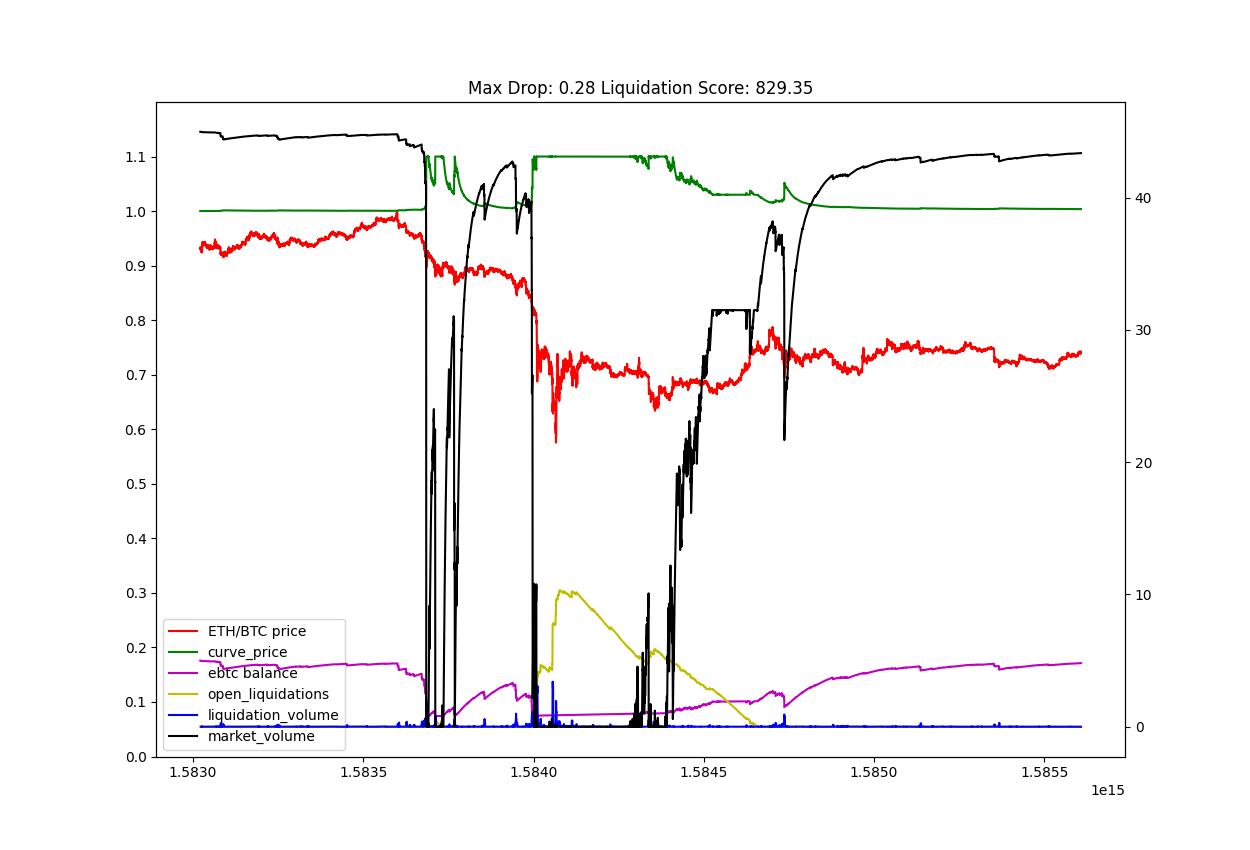 Max Drop: 0.28 Liquidation Score: 829.35
1.1
1.0
0.9
0.8
0.7
0.6
0.5
0.4
0.3
0.2
0.1
0.0
40
30
20
10
0
ETH/BTC price
curve_price
ebtc balance
open_liquidations
liquidation_volume
market_volume
1.5830 1.5835 1.5840 1.5845 1.5850 1.5855
1e15